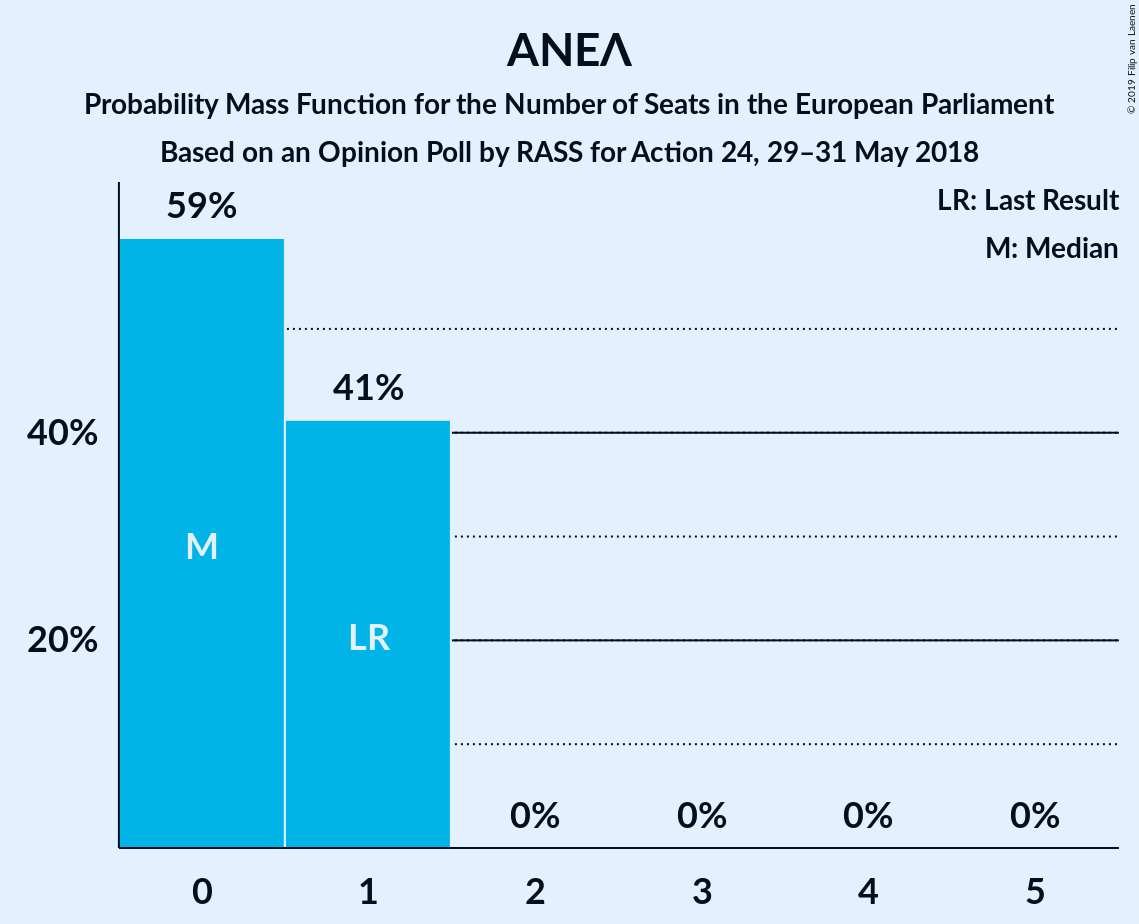 ΑΝΕΛ
Probability Mass Function for the Number of Seats in the European Parliament
Based on an Opinion Poll by RASS for Action 24, 29–31 May 2018
© 2019 Filip van Laenen
LR: Last Result
M: Median
59%
41%
40%
M
LR
20%
0% 0% 0% 0%
0 1 2 3 4 5